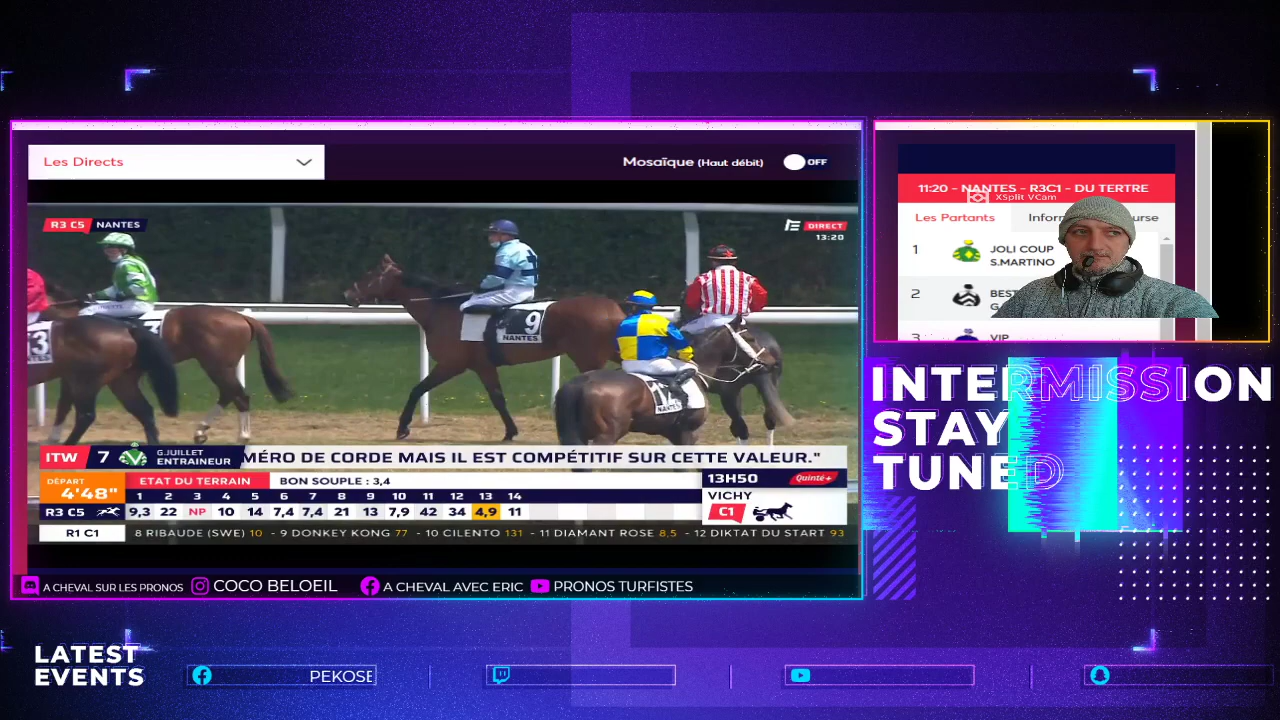 Les Directs
Mosaïque (Haut débit) OFF
R3 C5 NANTES
DIRECT
13:20
9
NANTES
3
NANTES
ITW 7 G.JUILLET ENTRAINEUR
MÉRO DE CORDE MAIS IL EST COMPÉTITIF SUR CETTE VALEUR."
DÉPART
4'48"
ETAT DU TERRAIN BON SOUPLE : 3,4
1 2 3 4 5 6 7 8 9 10 11 12 13 14
R3 C5 9,3 22 NP 10 14 7,4 7,4 21 13 7,9 42 34 4,9 11
13H50 Quinté+
VICHY
C1
R1 C1 8 RIBAUDE (SWE) 10 - 9 DONKEY KONG 77 - 10 CILENTO 131 - 11 DIAMANT ROSE 8,5 - 12 DIKTAT DU START 93
A CHEVAL SUR LES PRONOS COCO BELOEIL A CHEVAL AVEC ERIC PRONOS TURFISTES
11:20 - NANTES - R3C1 - DU TERTRE
XSplit VCam
Les Partants Infor urse
1 JOLI COUP
S.MARTINO
2 BEST
G
3 VIP
INTERMISSION
STAY
TUNED
LATEST
EVENTS
PEKOSE